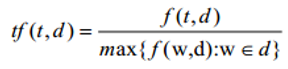 tf(t,d) = f(t,d) / max{f(w,d):w ∈ d}